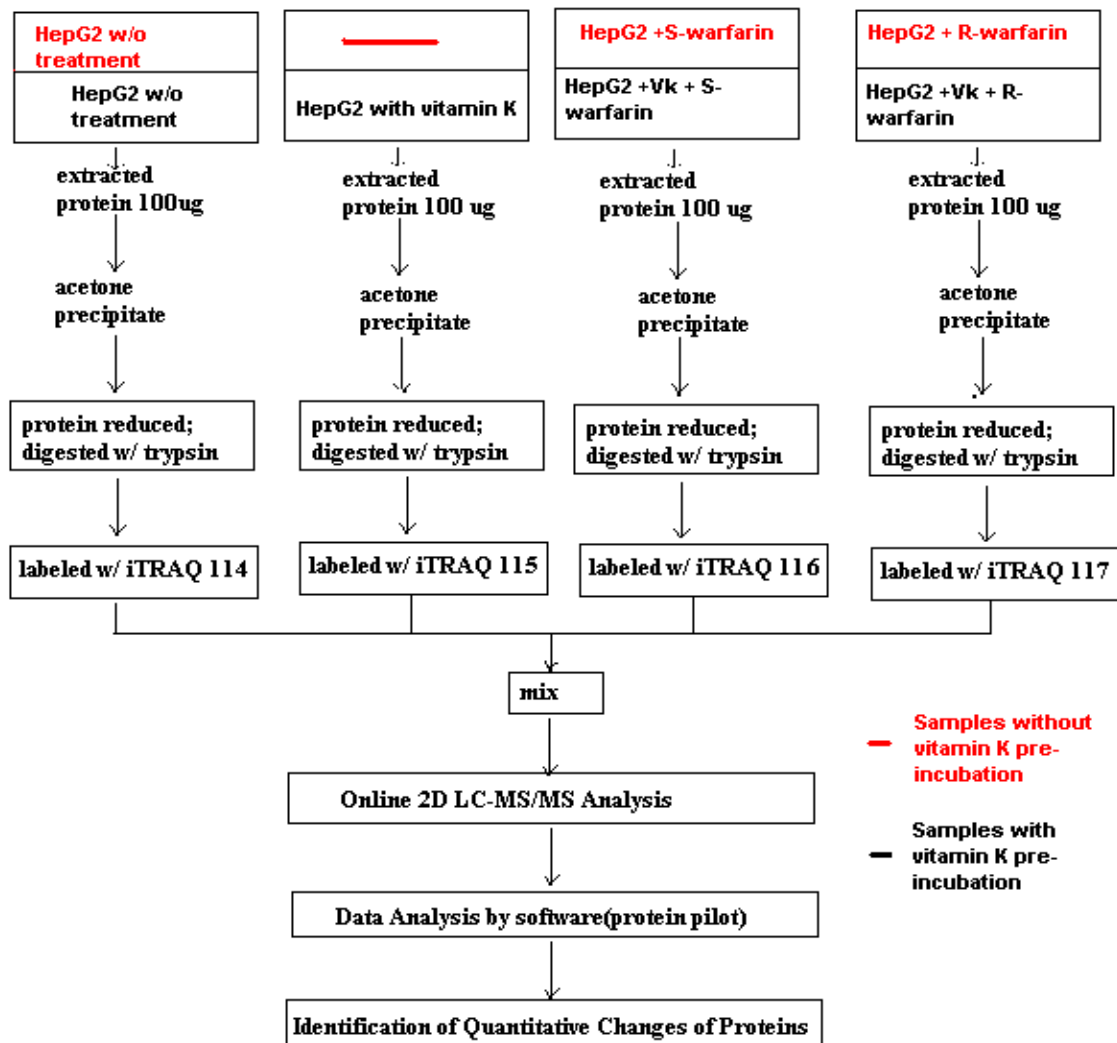 HepG2 w/o
treatment
HepG2 w/o
treatment
HepG2 with vitamin K
HepG2 +S-warfarin
HepG2 +Vk + S-
warfarin
HepG2 + R-warfarin
HepG2 +Vk + R-
warfarin
extracted
protein 100ug
extracted
protein 100 ug
extracted
protein 100 ug
extracted
protein 100 ug
acetone
precipitate
acetone
precipitate
acetone
precipitate
acetone
precipitate
protein reduced;
digested w/ trypsin
protein reduced;
digested w/ trypsin
protein reduced;
digested w/ trypsin
protein reduced;
digested w/ trypsin
labeled w/ iTRAQ 114
labeled w/ iTRAQ 115
labeled w/ iTRAQ 116
labeled w/ iTRAQ 117
mix
Samples without
vitamin K pre-
incubation
Online 2D LC-MS/MS Analysis
Samples with
vitamin K pre-
incubation
Data Analysis by software(protein pilot)
Identification of Quantitative Changes of Proteins